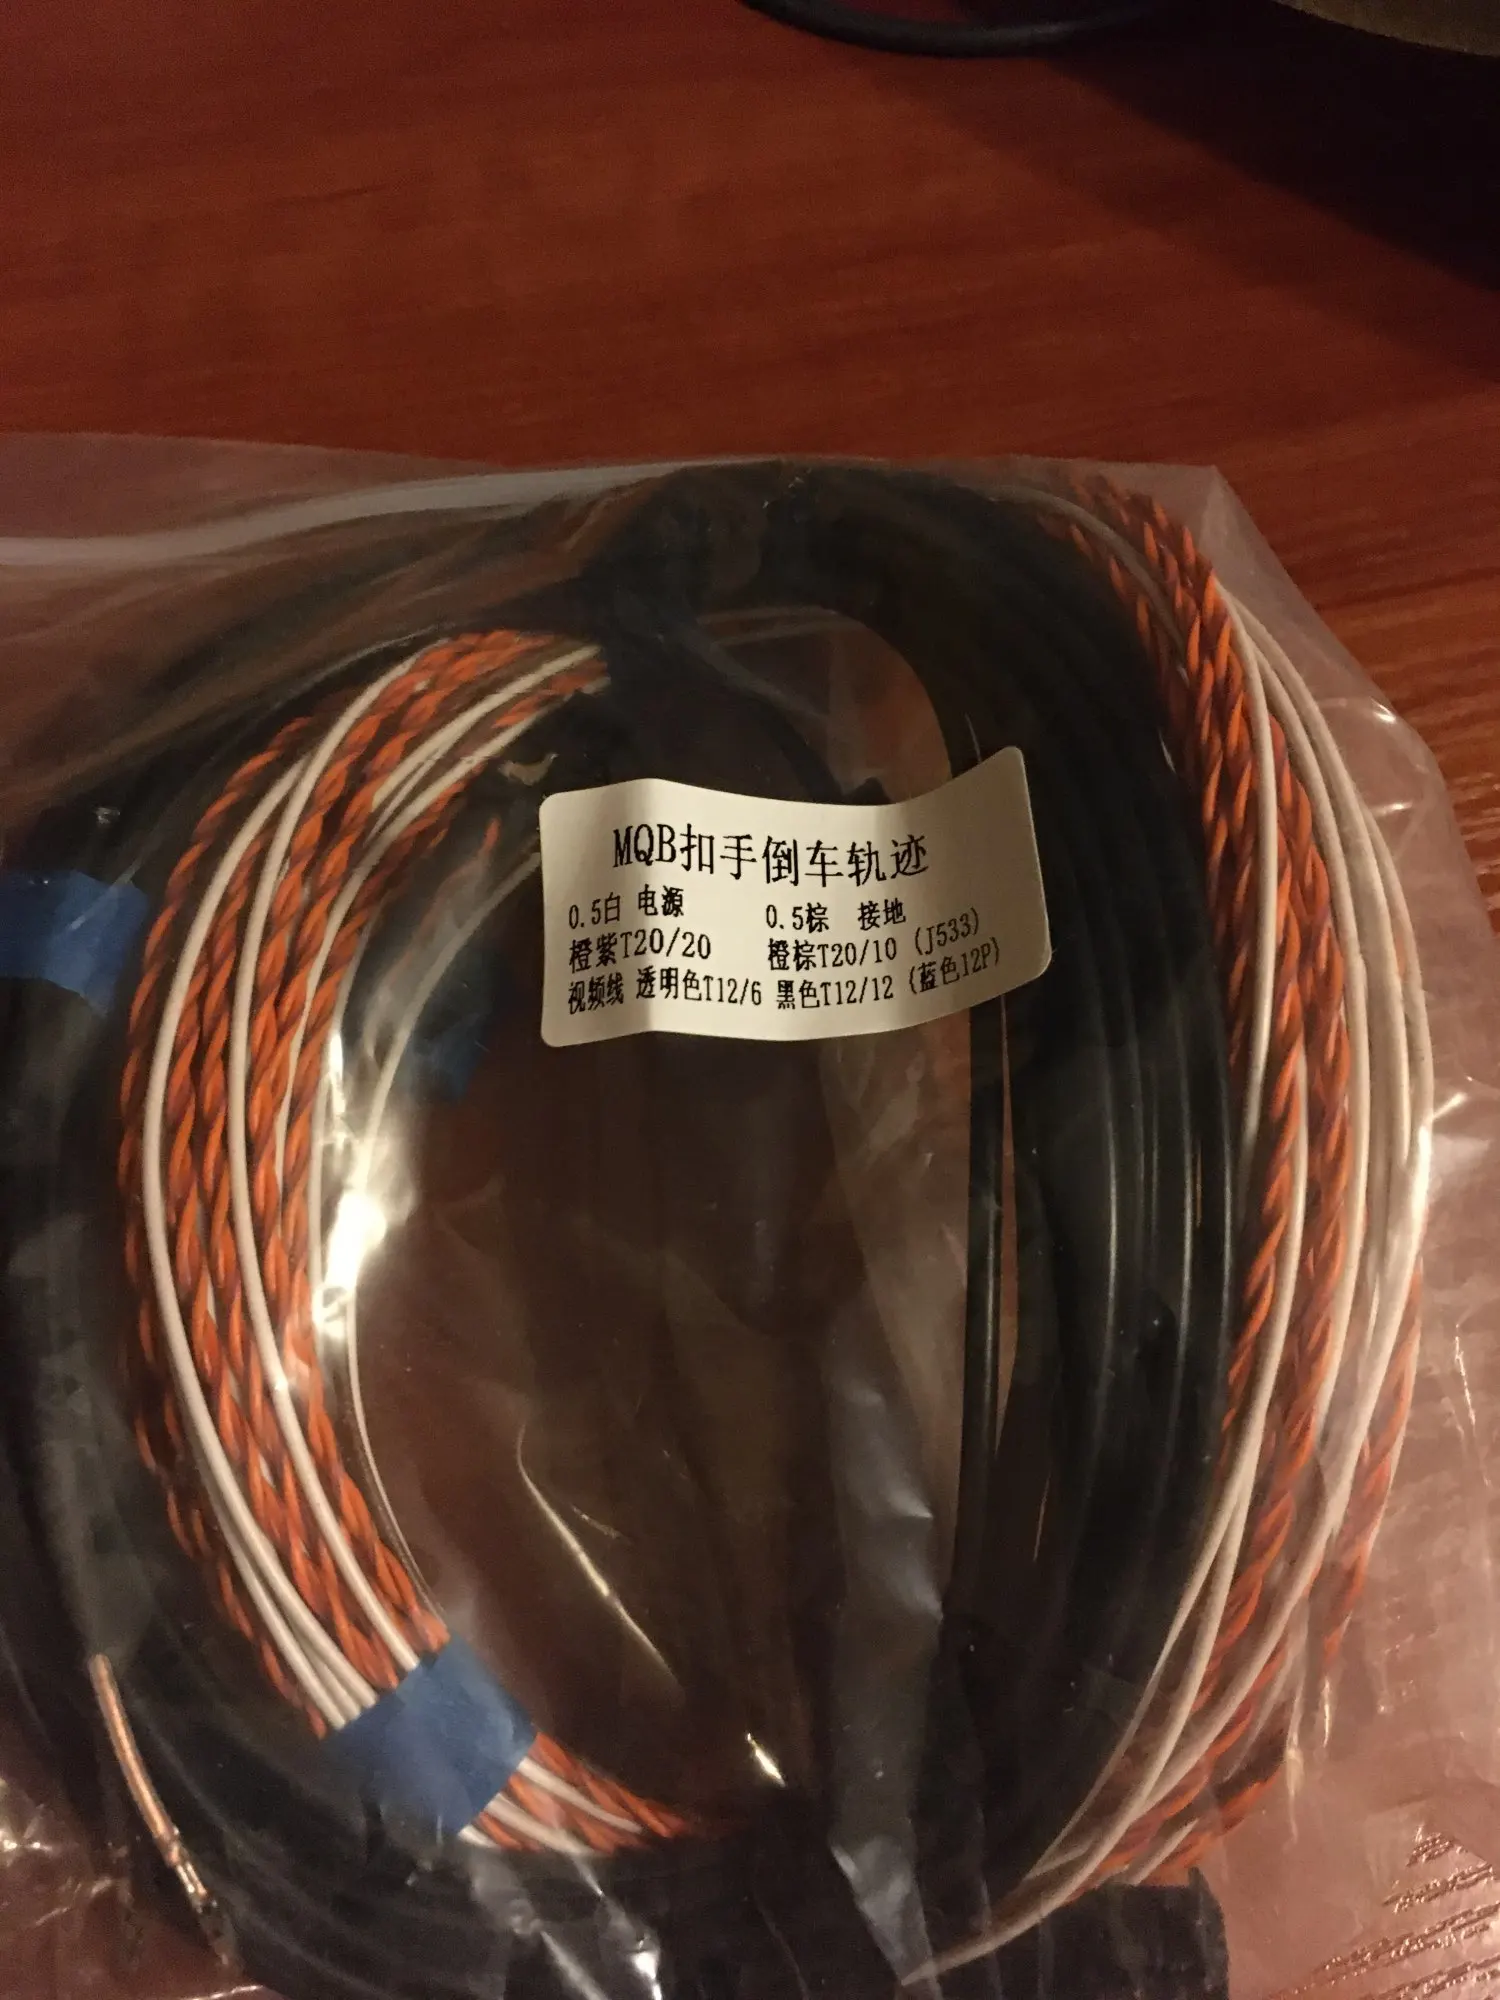 MQB扣手倒车轨迹
0.5白 电源 0.5棕 接地
橙紫T20/20 橙棕T20/10 (J533)
视频线 透明色T12/6 黑色T12/12 (蓝色12P)